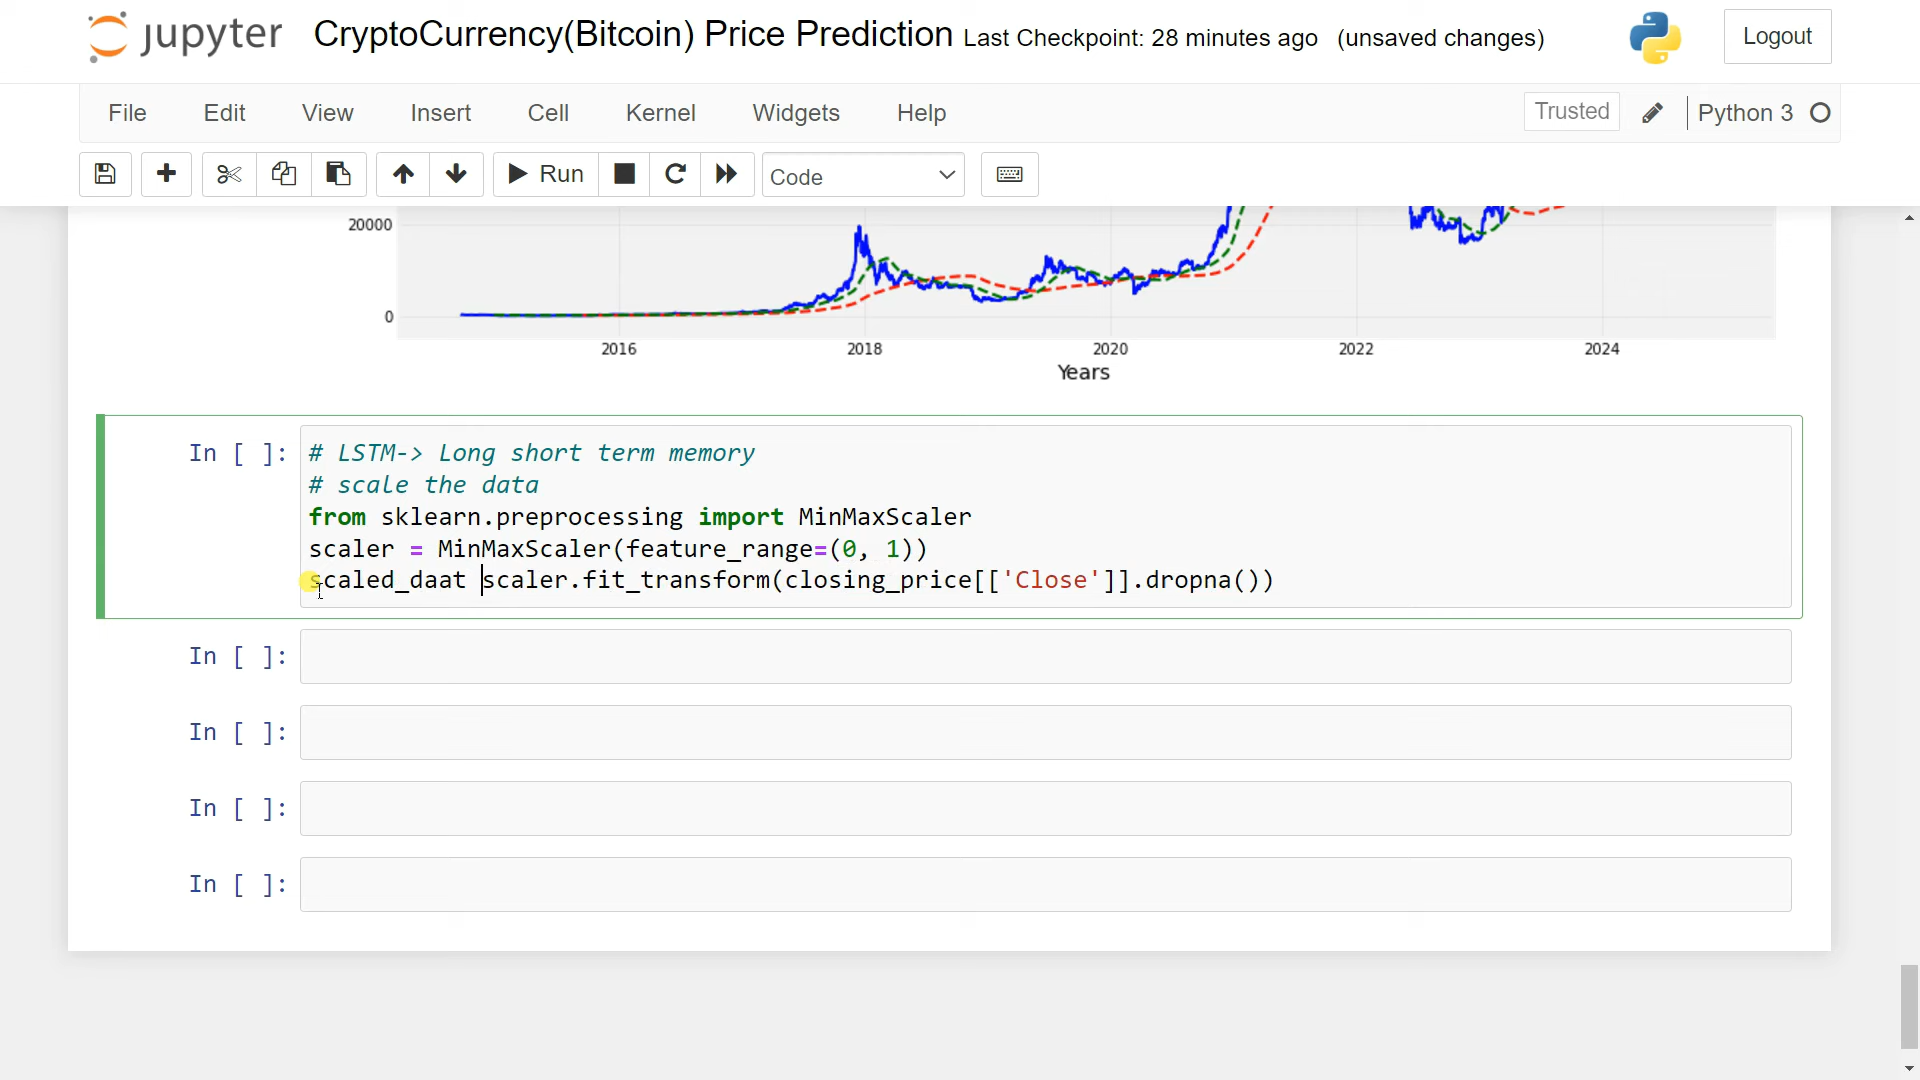 jupyter CryptoCurrency(Bitcoin) Price Prediction Last Checkpoint: 28 minutes ago (unsaved changes) Logout
File Edit View Insert Cell Kernel Widgets Help Trusted Python 3
Run Code
20000
0
2016 2018 2020 2022 2024
Years
In [ ]: # LSTM-> Long short term memory
# scale the data
from sklearn.preprocessing import MinMaxScaler
scaler = MinMaxScaler(feature_range=(0, 1))
scaled_daat scaler.fit_transform(closing_price[['Close']].dropna())
In [ ]:
In [ ]:
In [ ]:
In [ ]: